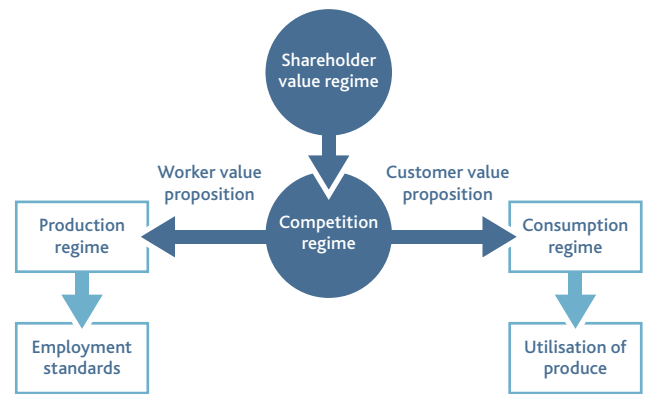 Shareholder
value regime
Worker value
proposition
Customer value
proposition
Production
regime
Competition
regime
Consumption
regime
Employment
standards
Utilisation of
produce